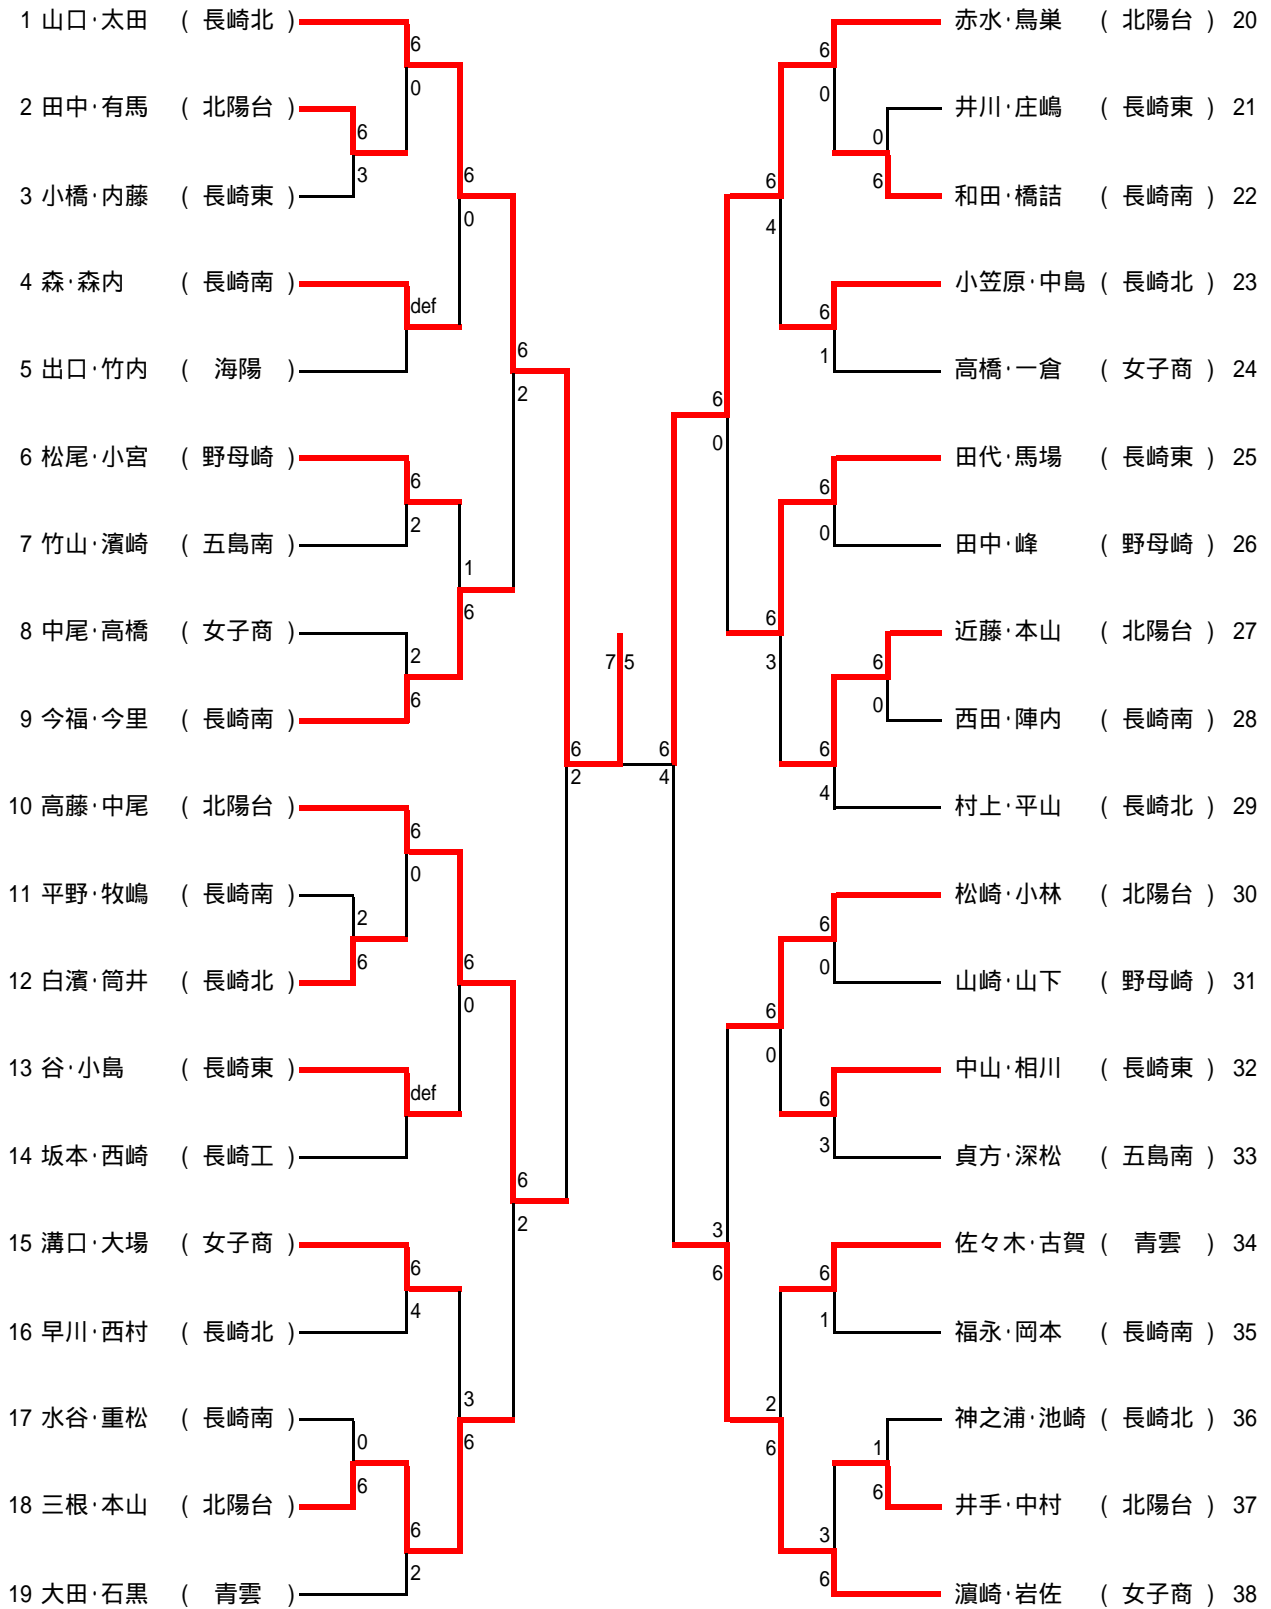 1 山口・太田 ( 長崎北 )
2 田中・有馬 ( 北陽台 )
3 小橋・内藤 ( 長崎東 )
4 森・森内 ( 長崎南 )
5 出口・竹内 ( 海陽 )
6 松尾・小宮 ( 野母崎 )
7 竹山・濱崎 ( 五島南 )
8 中尾・高橋 ( 女子商 )
9 今福・今里 ( 長崎南 )
10 高藤・中尾 ( 北陽台 )
11 平野・牧嶋 ( 長崎南 )
12 白濱・筒井 ( 長崎北 )
13 谷・小島 ( 長崎東 )
14 坂本・西崎 ( 長崎工 )
15 溝口・大場 ( 女子商 )
16 早川・西村 ( 長崎北 )
17 水谷・重松 ( 長崎南 )
18 三根・本山 ( 北陽台 )
19 大田・石黒 ( 青雲 )
6
3
2
6
0
6
6
0
def
6
2
2
6
6
0
def
6
4
6
2
6
0
1
6
6
0
3
6
6
2
6
2
6
2
7 5
6
4
6
0
3
6
6
4
6
3
6
0
2
6
6
0
6
1
6
0
6
4
6
0
6
3
6
1
3
6
0
6
6
0
1
6
赤水・鳥巣 ( 北陽台 ) 20
井川・庄嶋 ( 長崎東 ) 21
和田・橋詰 ( 長崎南 ) 22
小笠原・中島 ( 長崎北 ) 23
高橋・一倉 ( 女子商 ) 24
田代・馬場 ( 長崎東 ) 25
田中・峰 ( 野母崎 ) 26
近藤・本山 ( 北陽台 ) 27
西田・陣内 ( 長崎南 ) 28
村上・平山 ( 長崎北 ) 29
松崎・小林 ( 北陽台 ) 30
山崎・山下 ( 野母崎 ) 31
中山・相川 ( 長崎東 ) 32
貞方・深松 ( 五島南 ) 33
佐々木・古賀 ( 青雲 ) 34
福永・岡本 ( 長崎南 ) 35
神之浦・池崎 ( 長崎北 ) 36
井手・中村 ( 北陽台 ) 37
濵崎・岩佐 ( 女子商 ) 38